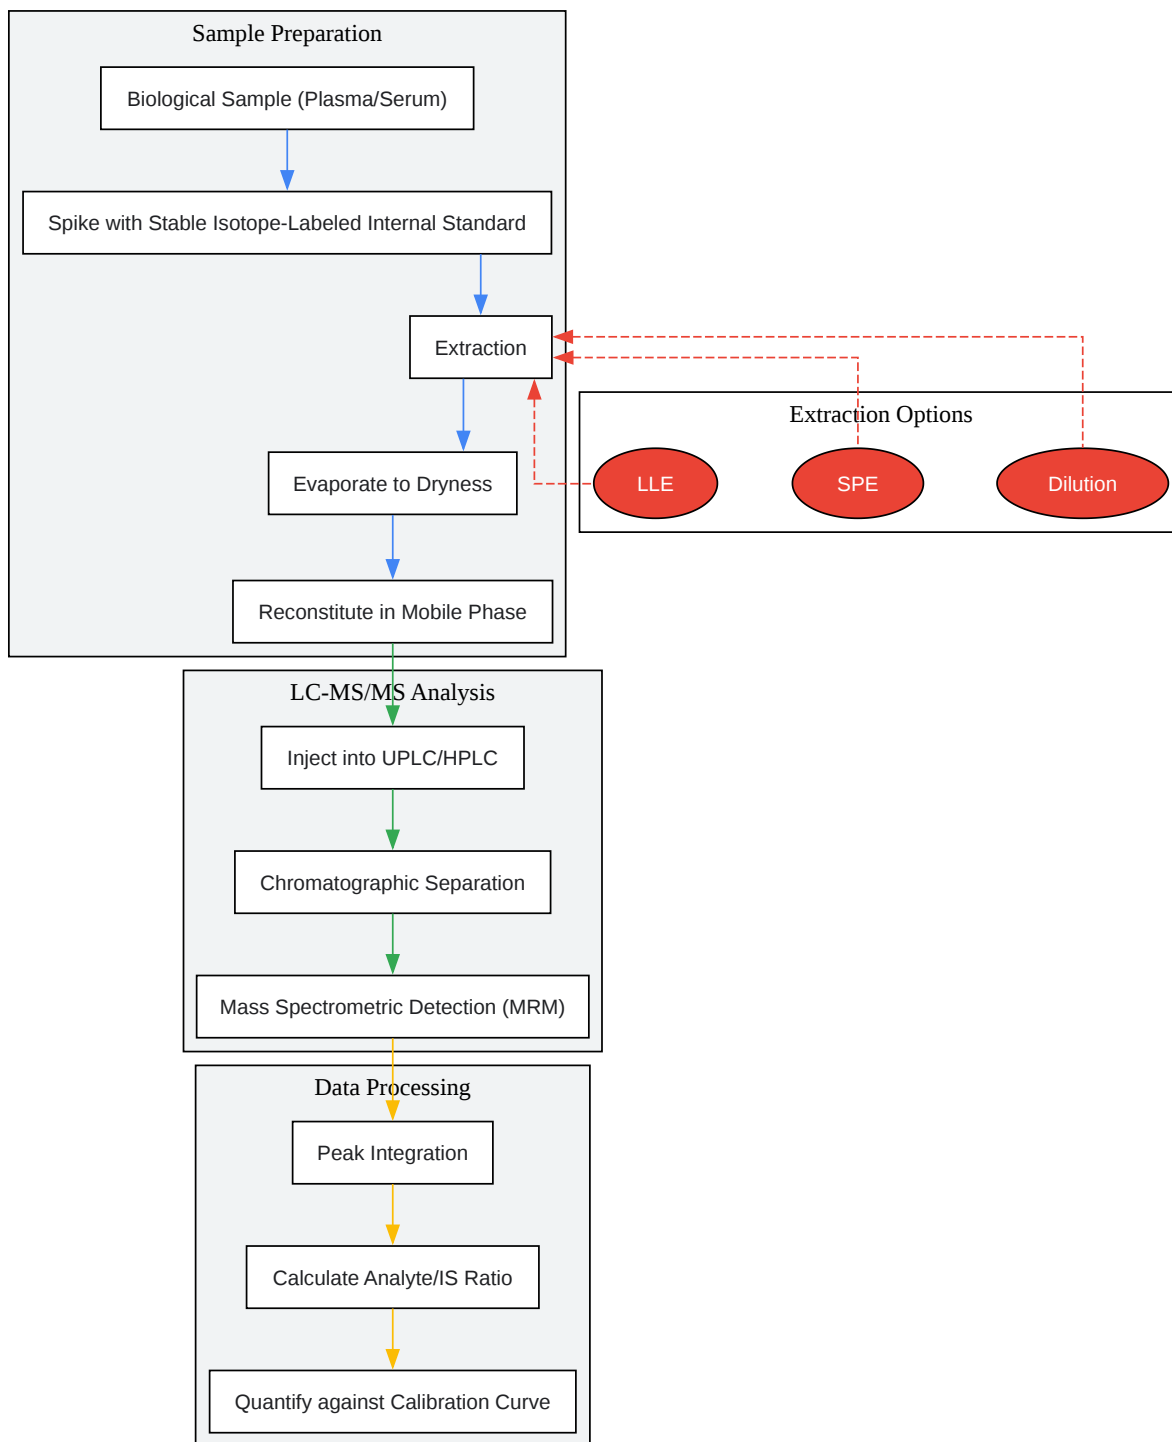 Sample Preparation
Biological Sample (Plasma/Serum)
Spike with Stable Isotope-Labeled Internal Standard
Extraction
Evaporate to Dryness
Reconstitute in Mobile Phase
Extraction Options
LLE
SPE
Dilution
LC-MS/MS Analysis
Inject into UPLC/HPLC
Chromatographic Separation
Mass Spectrometric Detection (MRM)
Data Processing
Peak Integration
Calculate Analyte/IS Ratio
Quantify against Calibration Curve